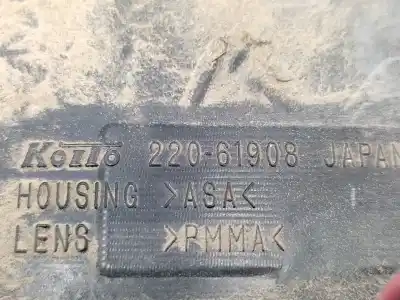 Koito 220-61908 JAPAN
HOUSING >ASA<
LENS >PMMA<